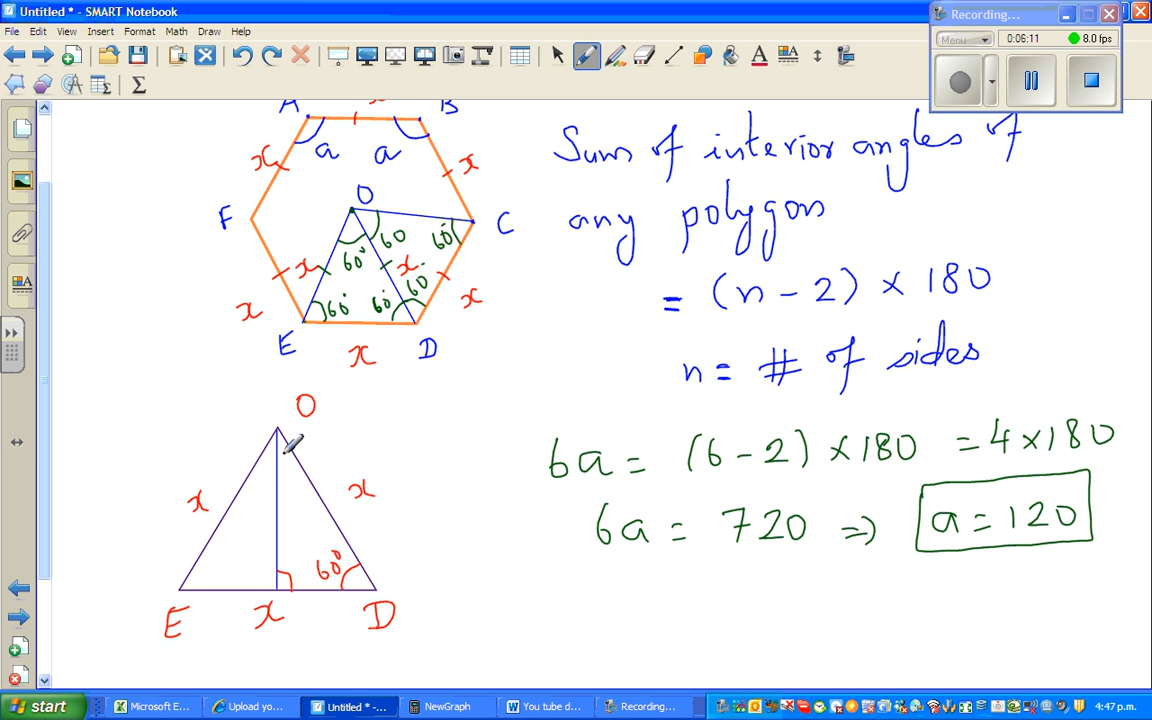 Untitled * - SMART Notebook
Recording...
File Edit View Insert Format Math Draw Help
Menu 0:06:11 8.0 fps
A x B
Sum of interior angles of
x a a x
F O C
any polygon
60 60°
60° x x 60
60° 60°
x x
= (n - 2) × 180
E x D
n = # of sides
O
6a = (6 - 2) × 180 = 4 × 180
x x
6a = 720 ⇒ a = 120
60°
E x D
start Microsoft E... Upload yo... Untitled * -... NewGraph You tube d... Recording... 4:47 p.m.